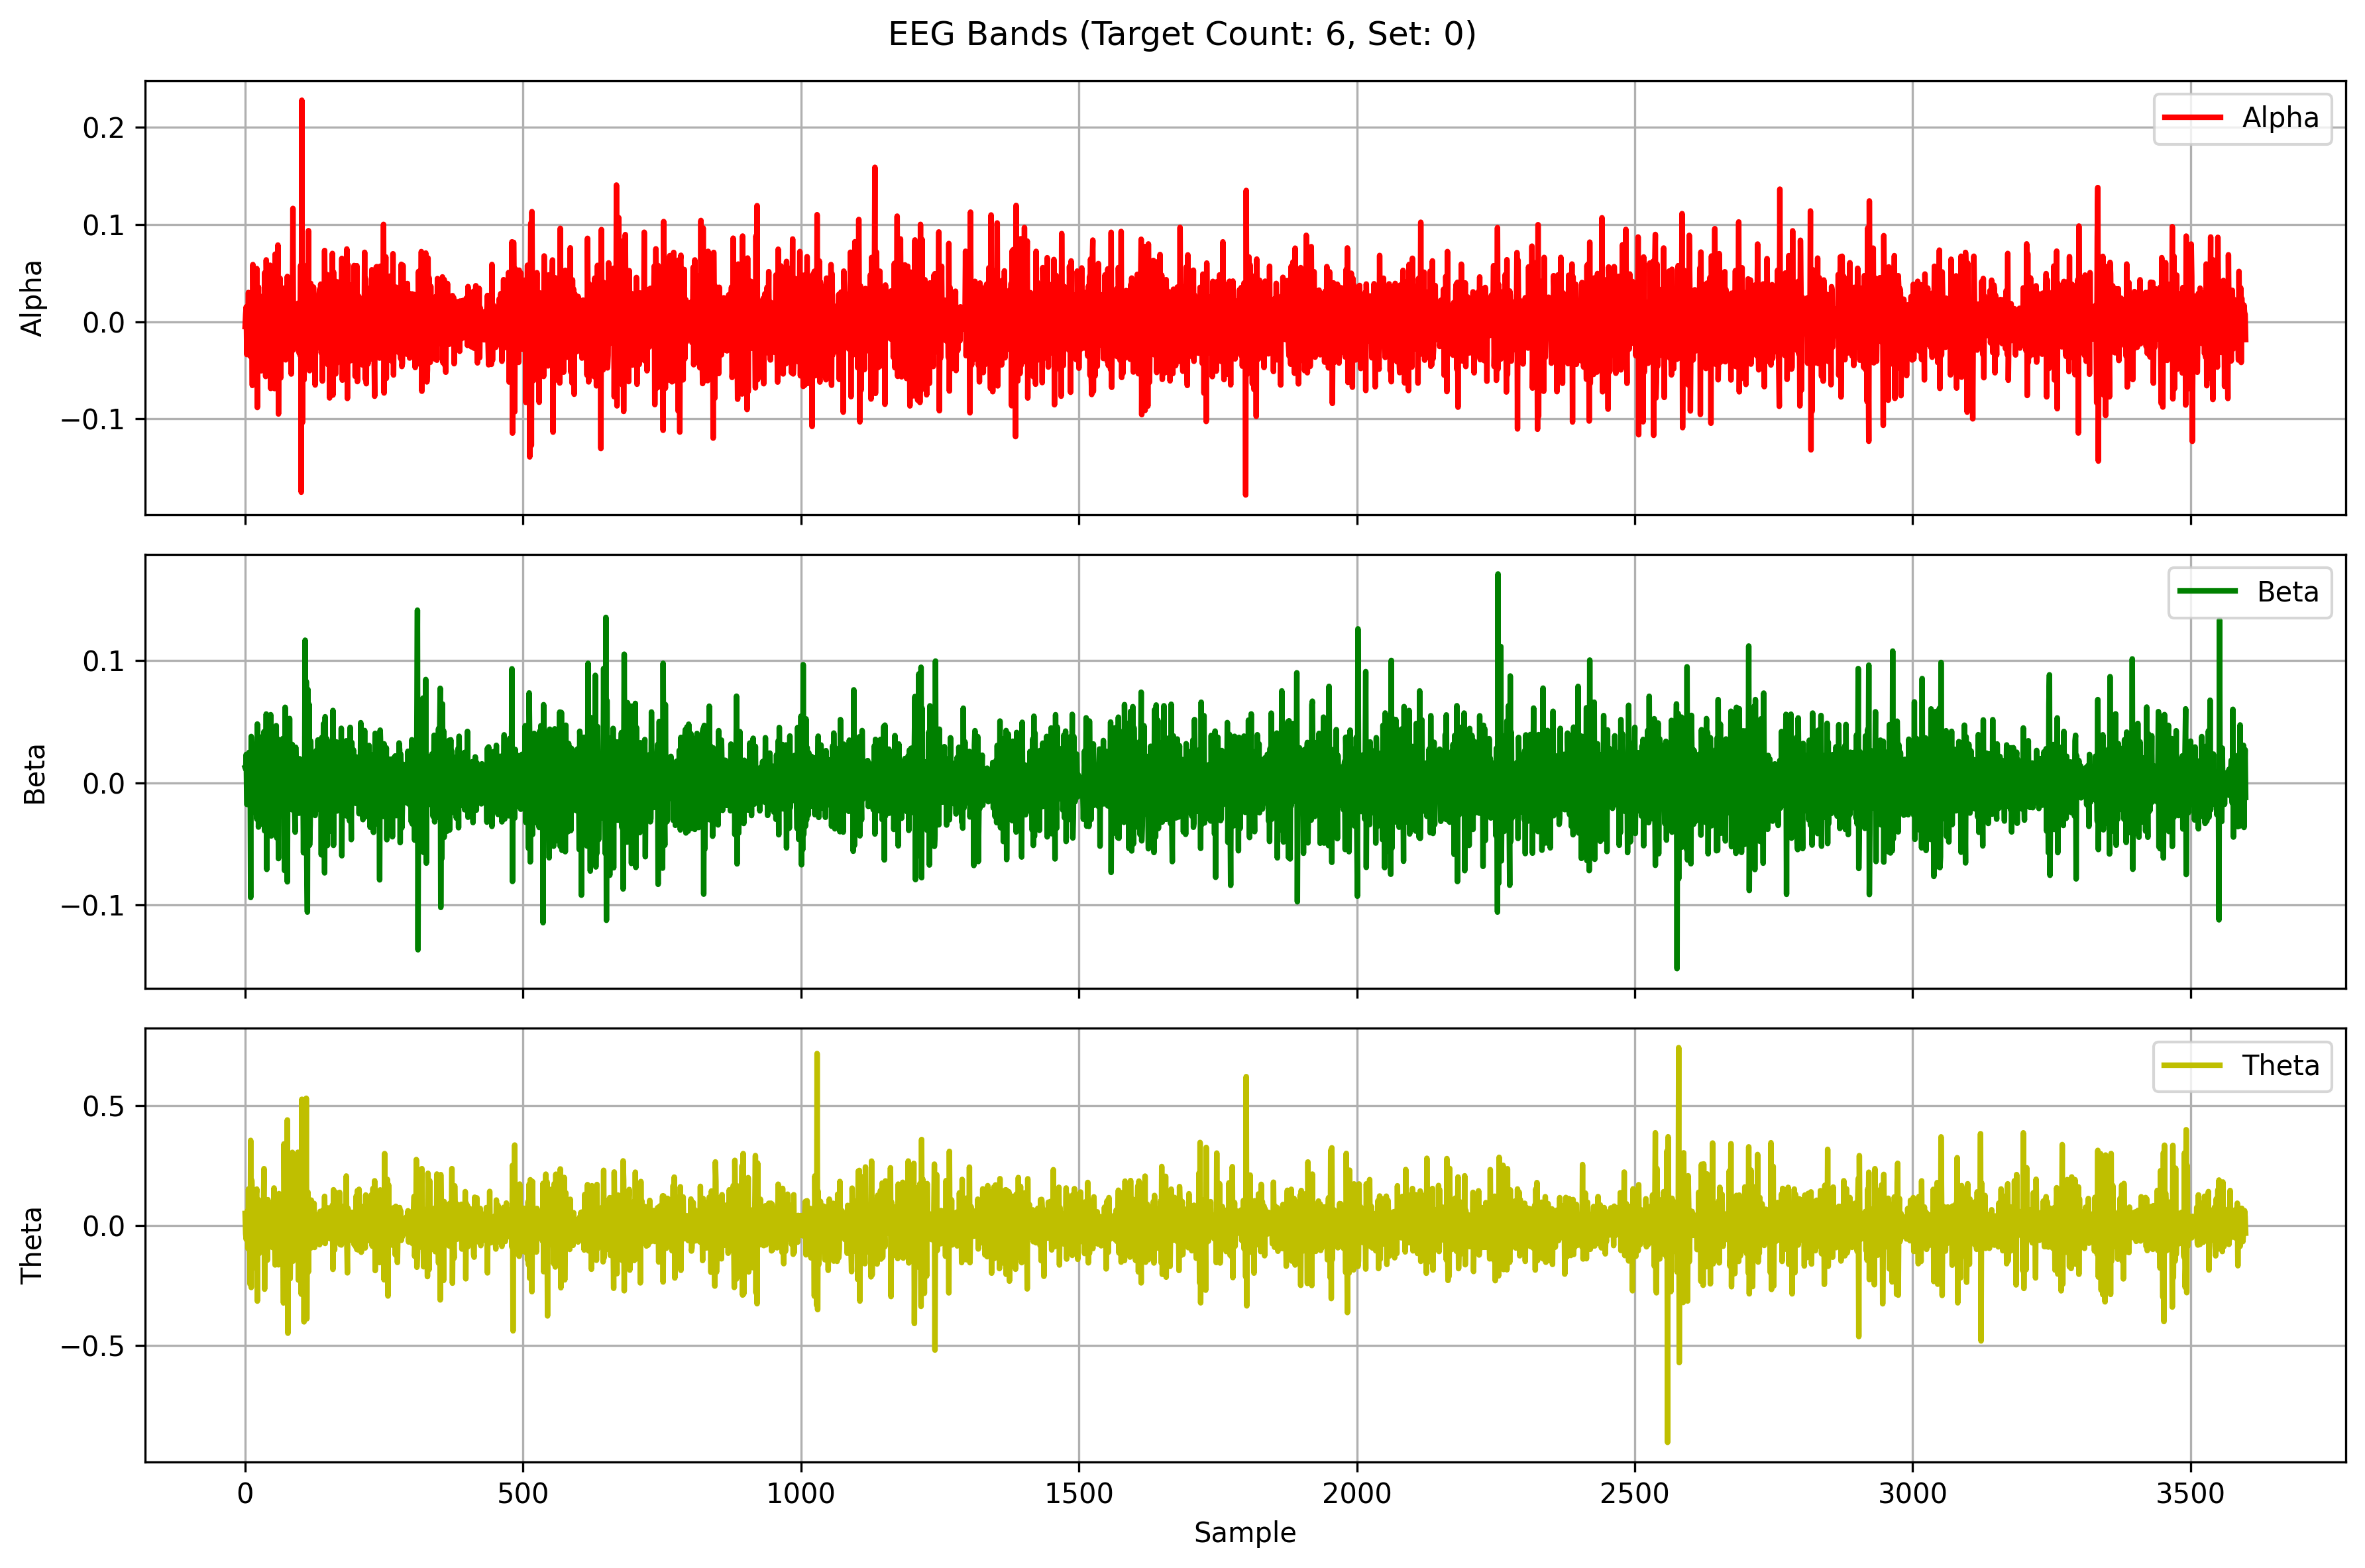 EEG Bands (Target Count: 6, Set: 0)
Alpha
0.2
0.1
0.0
−0.1
Alpha
Beta
0.1
0.0
−0.1
Beta
Theta
0.5
0.0
−0.5
Theta
0 500 1000 1500 2000 2500 3000 3500
Sample